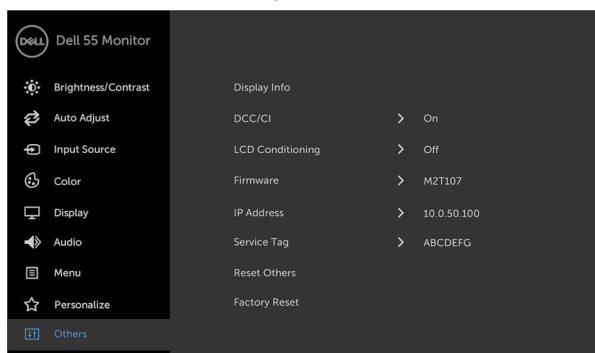 DELL Dell 55 Monitor
Brightness/Contrast
Auto Adjust
Input Source
Color
Display
Audio
Menu
Personalize
Others
Display Info
DCC/CI > On
LCD Conditioning > Off
Firmware > M2T107
IP Address > 10.0.50.100
Service Tag > ABCDEFG
Reset Others
Factory Reset